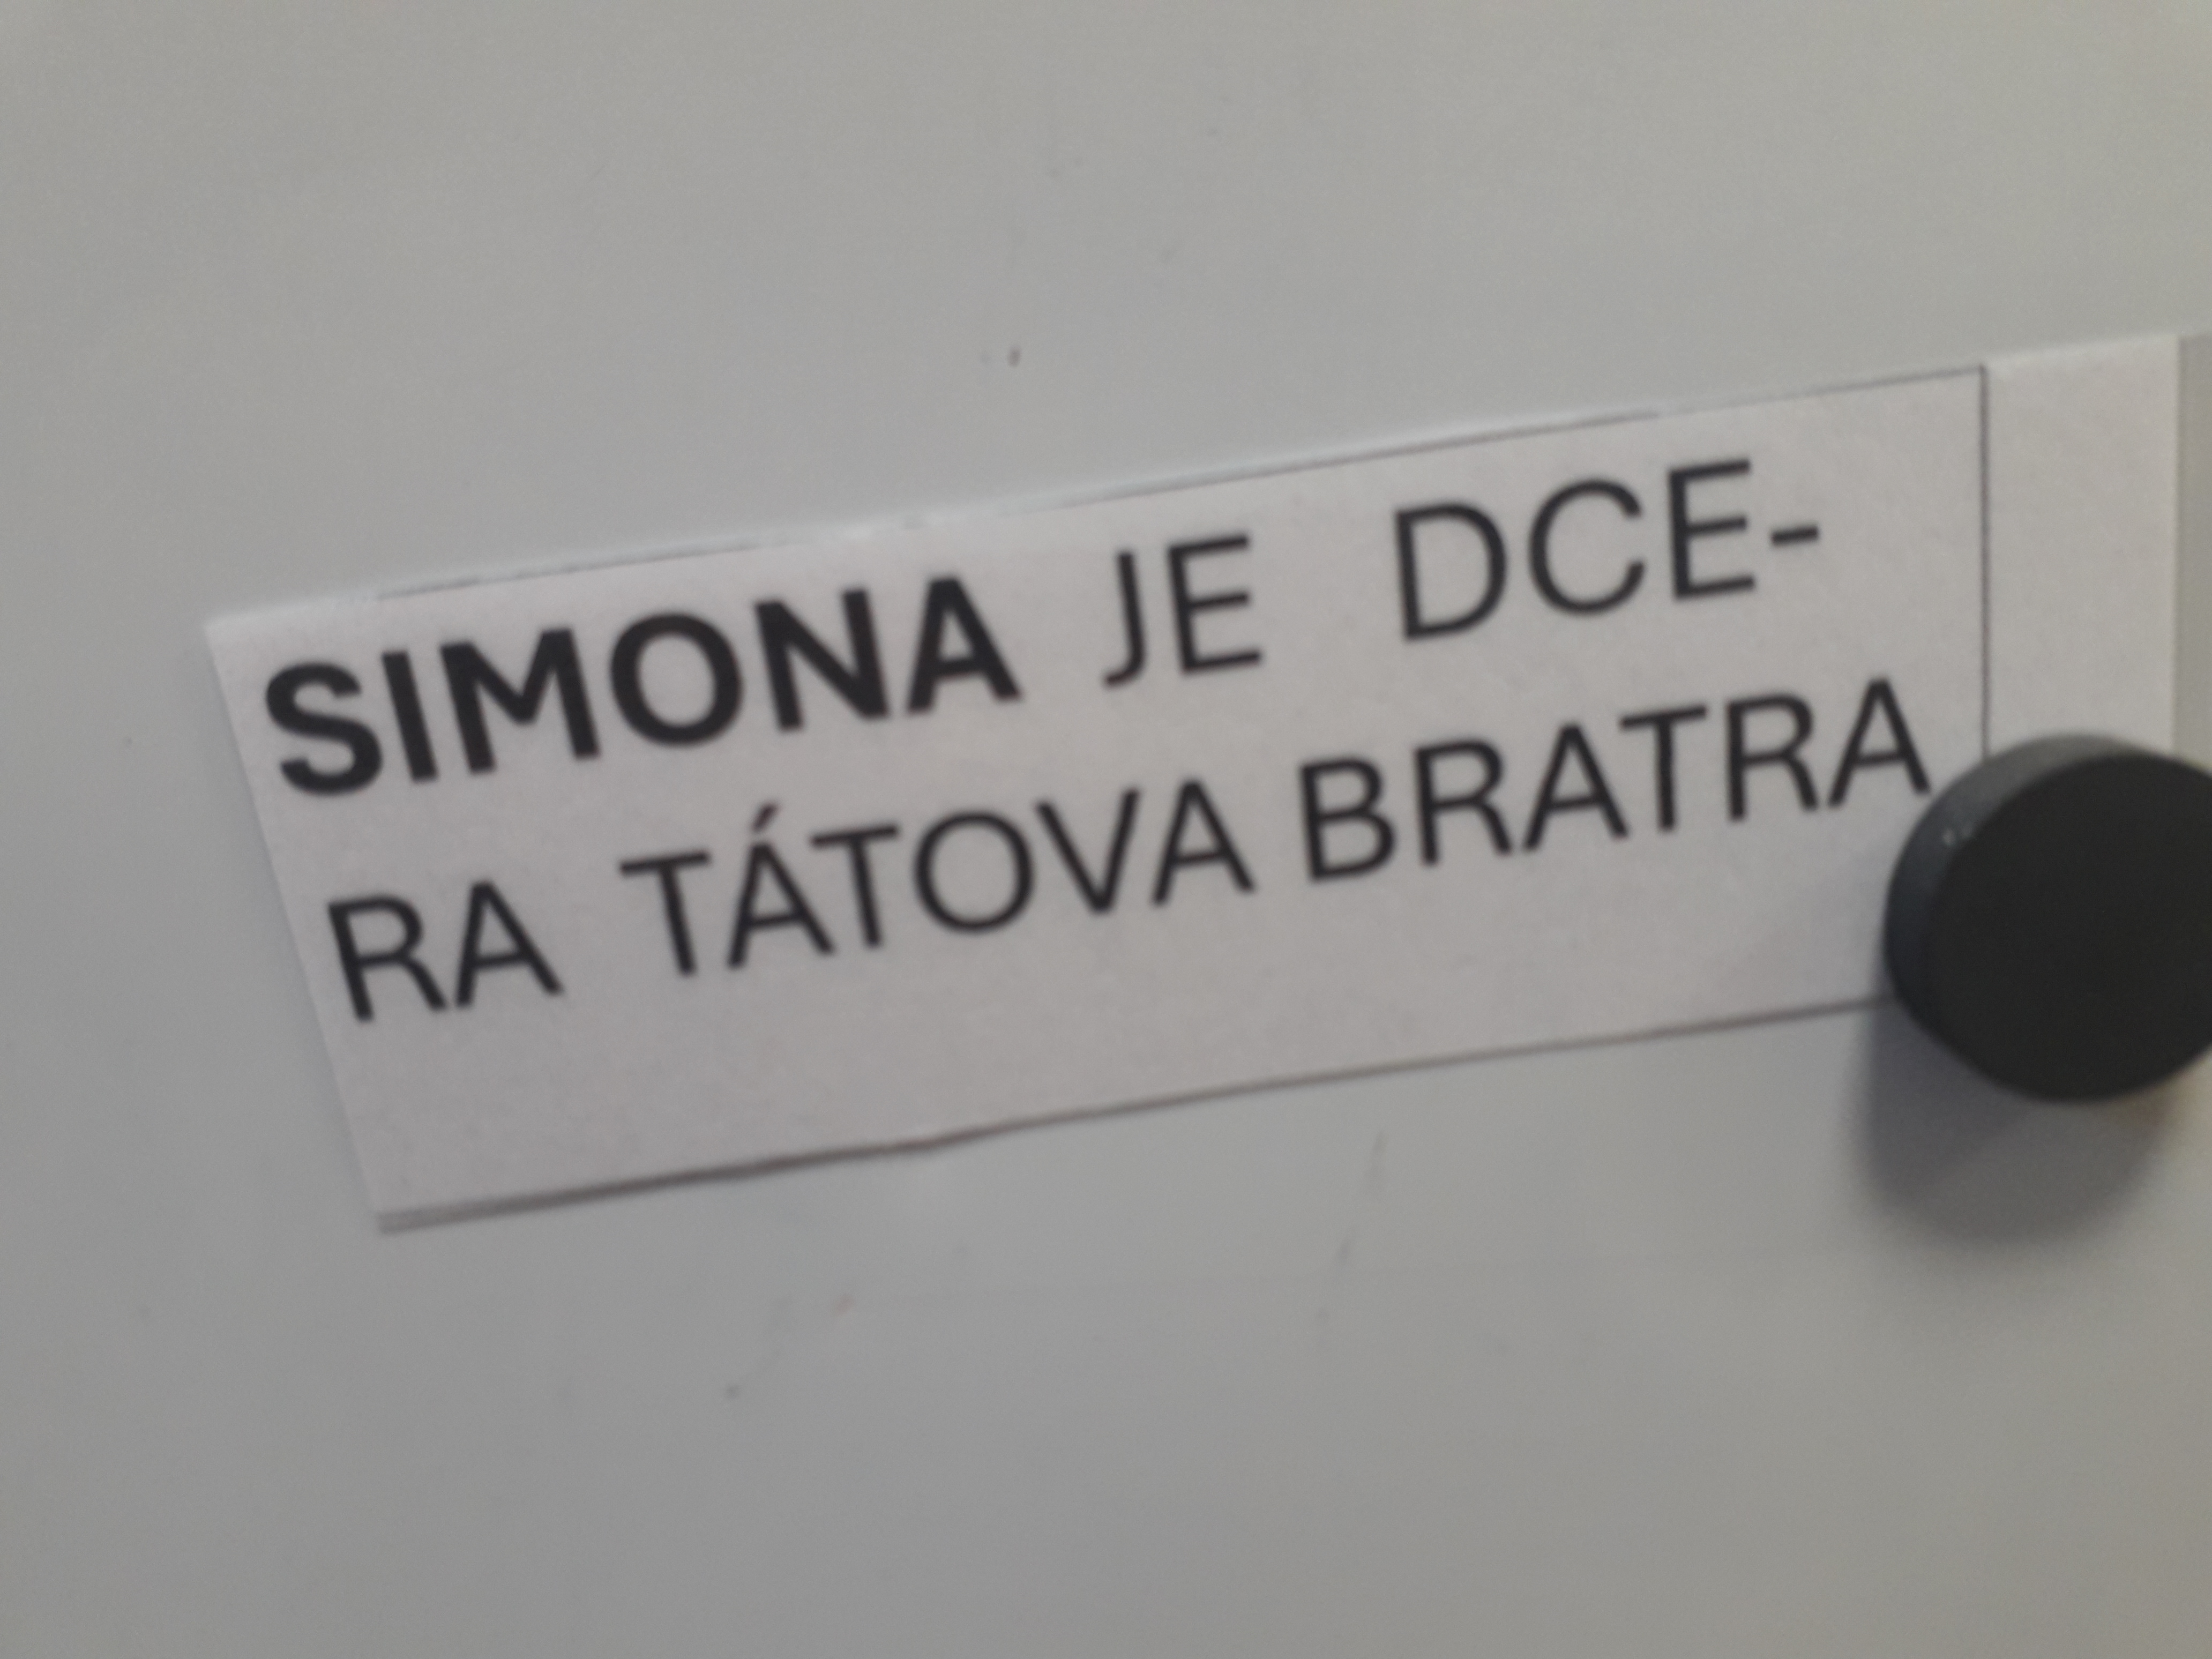 SIMONA JE DCE-
RA TÁTOVA BRATRA